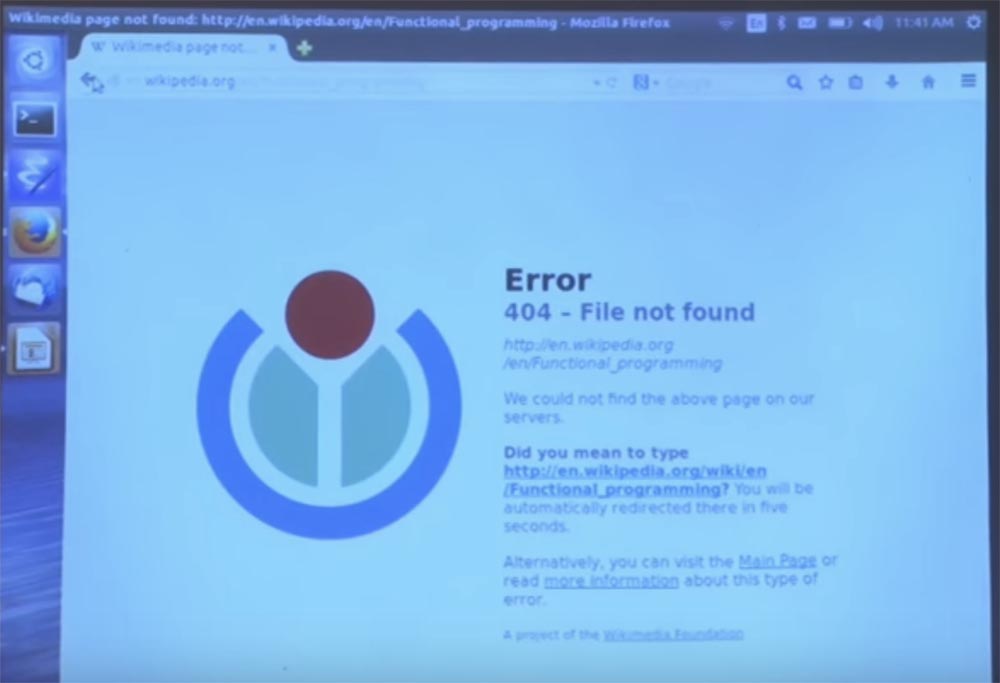 Wikimedia page not found: http://en.wikipedia.org/en/Functional_programming - Mozilla Firefox
En
11:41 AM
W Wikimedia page not...
wikipedia.org
Google
Error
404 – File not found
http://en.wikipedia.org
/en/Functional_programming
We could not find the above page on our
servers.
Did you mean to type
http://en.wikipedia.org/wiki/en
/Functional_programming? You will be
automatically redirected there in five
seconds.
Alternatively, you can visit the Main Page or
read more information about this type of
error.
A project of the Wikimedia Foundation